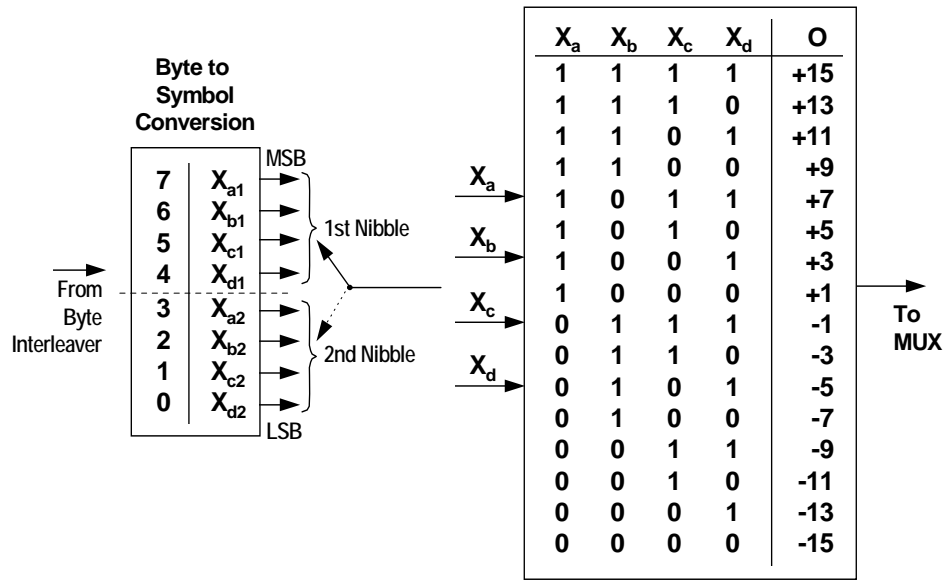 Byte to
Symbol
Conversion
7 Xa1
6 Xb1
5 Xc1
4 Xd1
3 Xa2
2 Xb2
1 Xc2
0 Xd2
MSB
LSB
1st Nibble
2nd Nibble
From
Byte
Interleaver
Xa
Xb
Xc
Xd
Xa Xb Xc Xd O
1 1 1 1 +15
1 1 1 0 +13
1 1 0 1 +11
1 1 0 0 +9
1 0 1 1 +7
1 0 1 0 +5
1 0 0 1 +3
1 0 0 0 +1
0 1 1 1 -1
0 1 1 0 -3
0 1 0 1 -5
0 1 0 0 -7
0 0 1 1 -9
0 0 1 0 -11
0 0 0 1 -13
0 0 0 0 -15
To
MUX